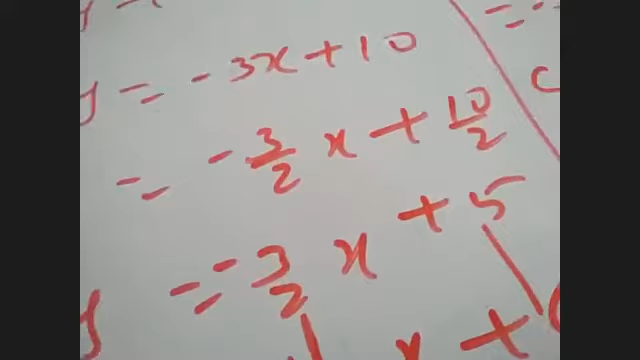 y = - 3x + 10
= - 3/2 x + 10/2
= - 3/2 x + 5
y
x +
c